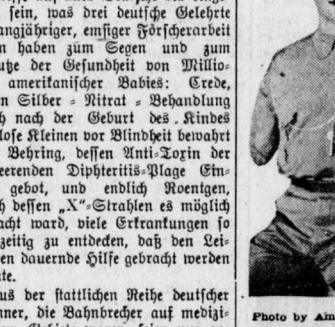 sein, was drei deutsche Gelehrte
angjähriger, emsiger Forscherarbeit
n haben zum Segen und zum
utze der Gesundheit von Millio-
amerikanischer Babies: Crede,
n Silber - Nitrat - Behandlung
h nach der Geburt des Kindes
lose Kleinen vor Blindheit bewahrt
Behring, dessen Anti-Toxin der
eerenden Diphteritis-Plage Ein-
gebot, und endlich Roentgen,
h dessen „X“-Strahlen es möglich
acht ward, viele Erkrankungen so
zeitig zu entdecken, daß den Lei-
en dauernde Hilfe gebracht werden
te.
us der stattlichen Reihe deutscher
nner, die Bahnbrecher auf medizi-
Photo by